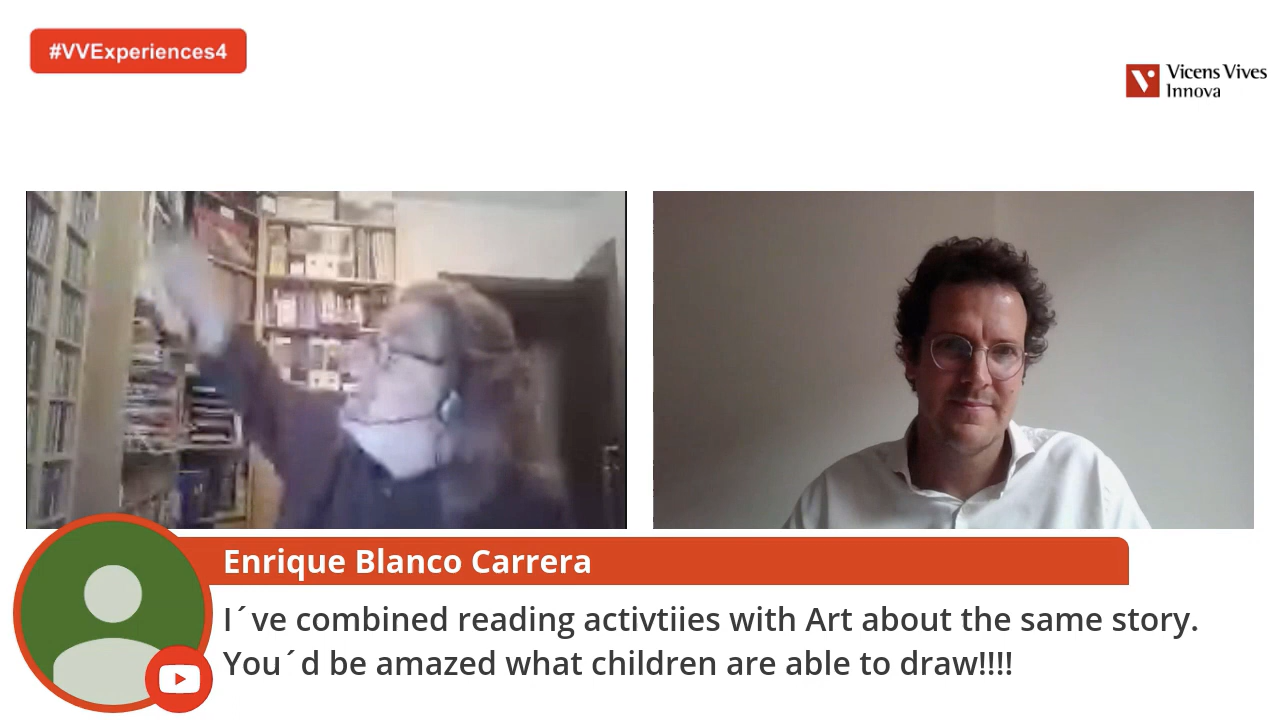 #VVExperiences4
Vicens Vives
Innova
Enrique Blanco Carrera
I´ve combined reading activtiies with Art about the same story.
You´d be amazed what children are able to draw!!!!